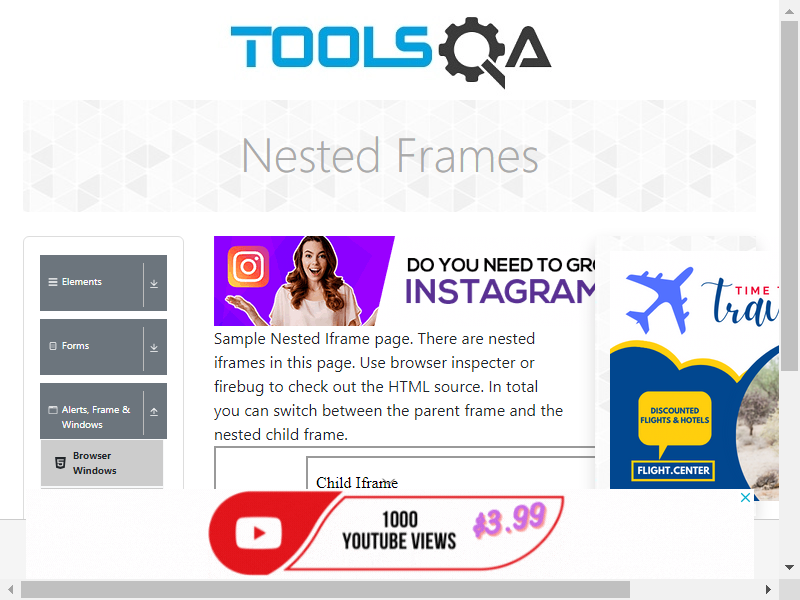 TOOLSQA
Nested Frames
Elements
Forms
Alerts, Frame &
Windows
Browser
Windows
DO YOU NEED TO GR
INSTAGRAM
Sample Nested Iframe page. There are nested
iframes in this page. Use browser inspecter or
firebug to check out the HTML source. In total
you can switch between the parent frame and the
nested child frame.
Child Iframe
TIME
trav
DISCOUNTED
FLIGHTS & HOTELS
FLIGHT.CENTER
1000
YOUTUBE VIEWS
$3.99